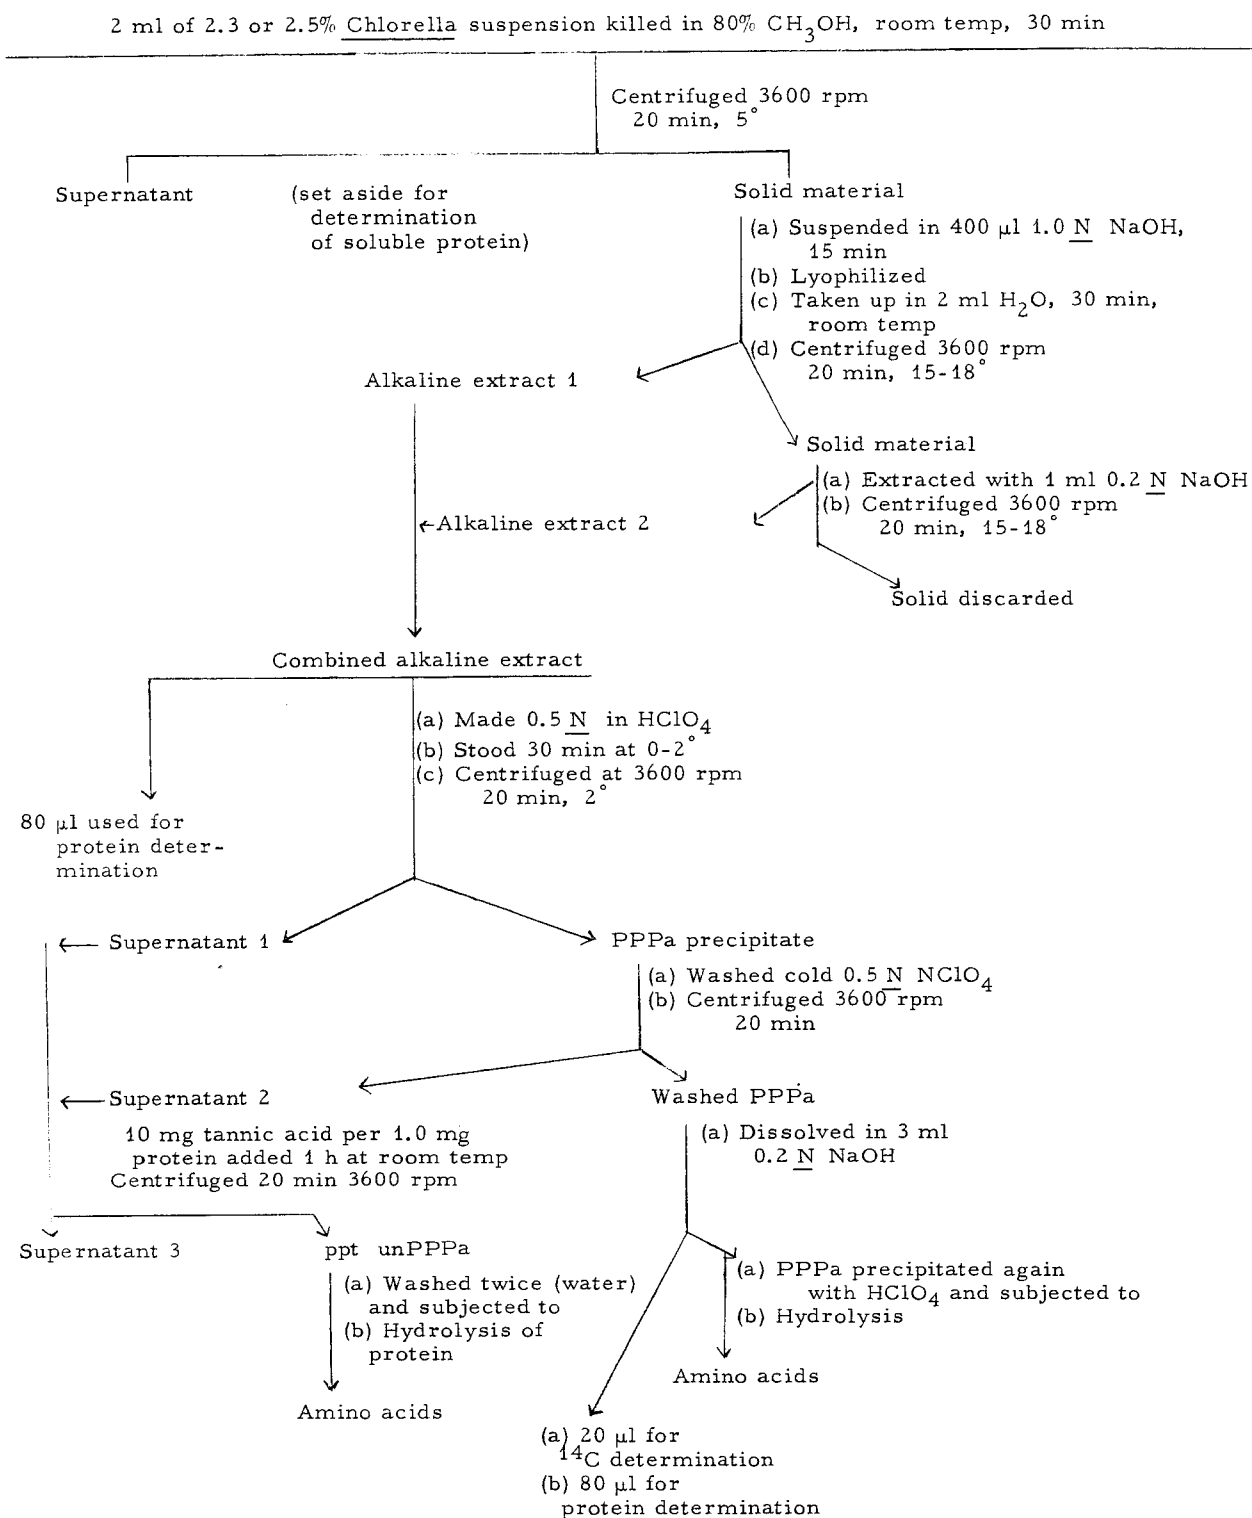 2 ml of 2.3 or 2.5% Chlorella suspension killed in 80% CH3OH, room temp, 30 min
Centrifuged 3600 rpm
20 min, 5°
Supernatant
(set aside for
determination
of soluble protein)
Solid material
(a) Suspended in 400 µl 1.0 N NaOH,
15 min
(b) Lyophilized
(c) Taken up in 2 ml H2O, 30 min,
room temp
(d) Centrifuged 3600 rpm
20 min, 15-18°
Alkaline extract 1
Solid material
(a) Extracted with 1 ml 0.2 N NaOH
(b) Centrifuged 3600 rpm
20 min, 15-18°
Alkaline extract 2
Solid discarded
Combined alkaline extract
(a) Made 0.5 N in HClO4
(b) Stood 30 min at 0-2°
(c) Centrifuged at 3600 rpm
20 min, 2°
80 µl used for
protein deter-
mination
Supernatant 1
PPPa precipitate
(a) Washed cold 0.5 N NClO4
(b) Centrifuged 3600 rpm
20 min
Supernatant 2
10 mg tannic acid per 1.0 mg
protein added 1 h at room temp
Centrifuged 20 min 3600 rpm
Washed PPPa
(a) Dissolved in 3 ml
0.2 N NaOH
Supernatant 3
ppt unPPPa
(a) Washed twice (water)
and subjected to
(b) Hydrolysis of
protein
Amino acids
(a) PPPa precipitated again
with HClO4 and subjected to
(b) Hydrolysis
Amino acids
(a) 20 µl for
14C determination
(b) 80 µl for
protein determination